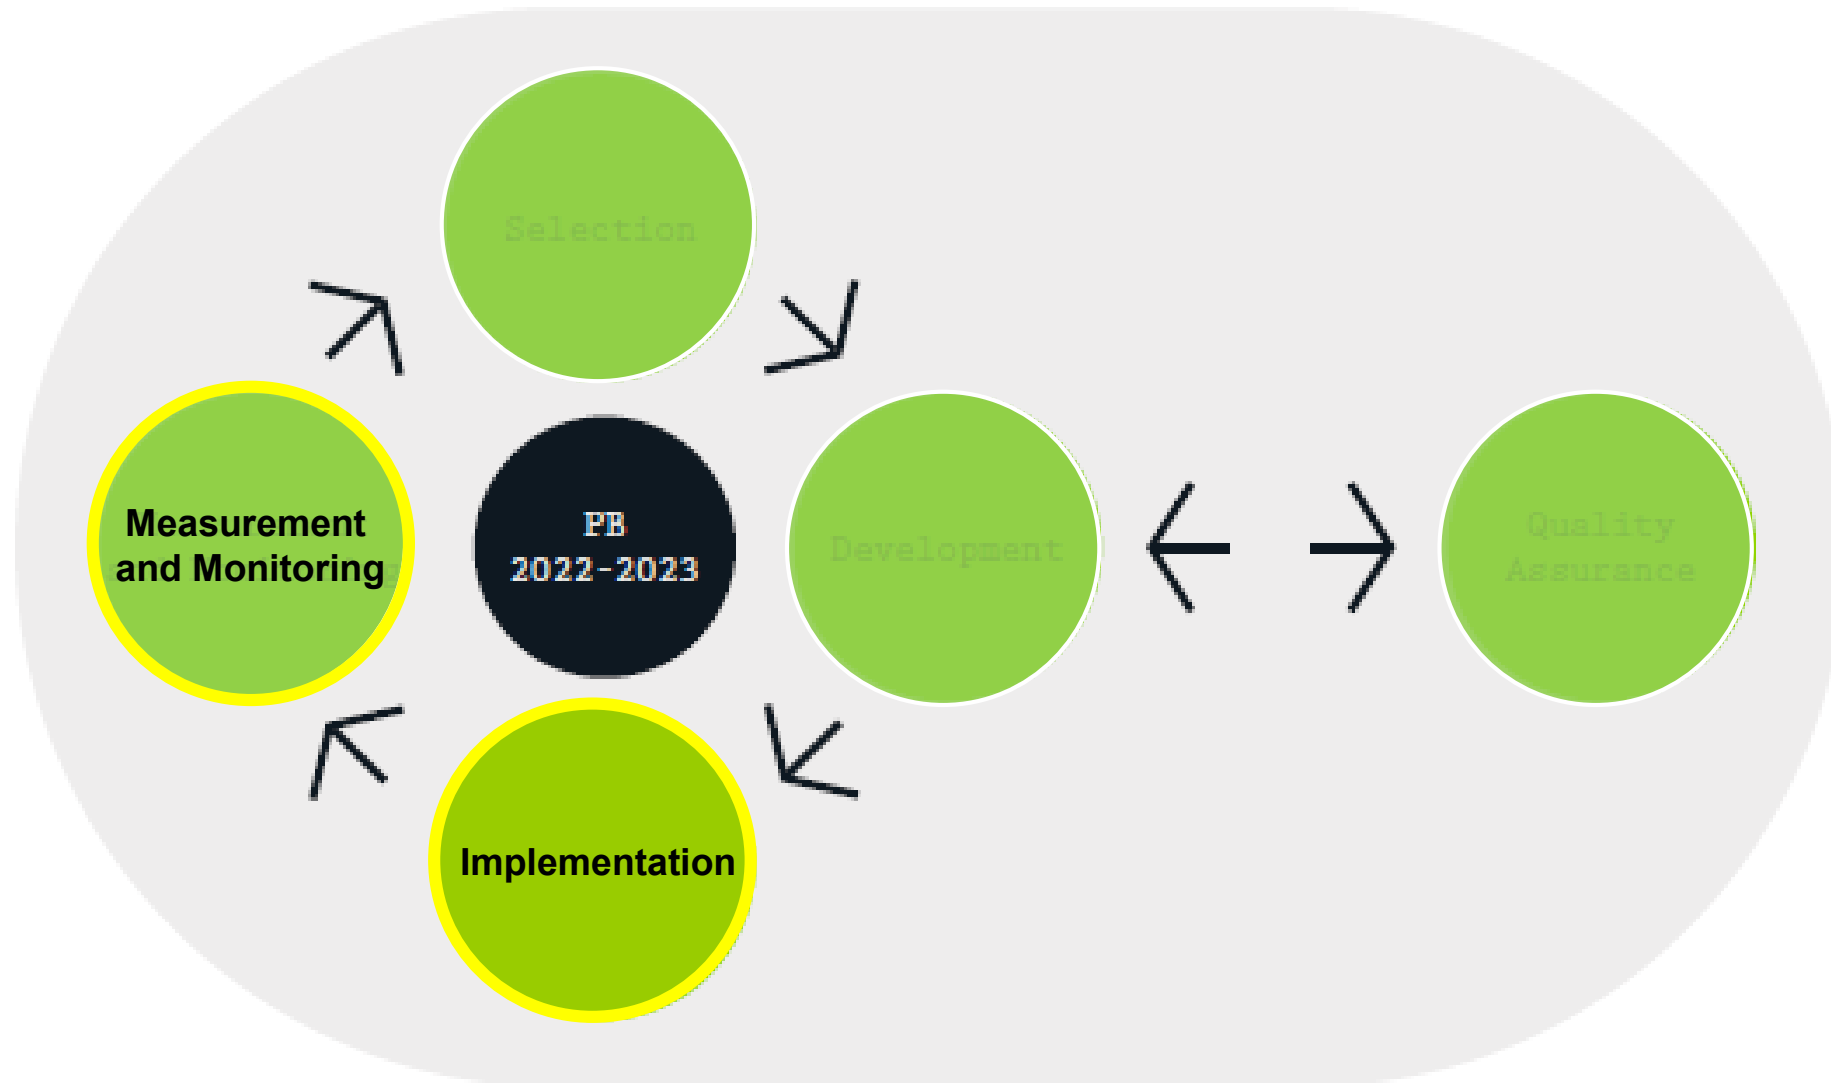 Selection
Measurement
and Monitoring
PB
2022-2023
Development
Quality
Assurance
Implementation